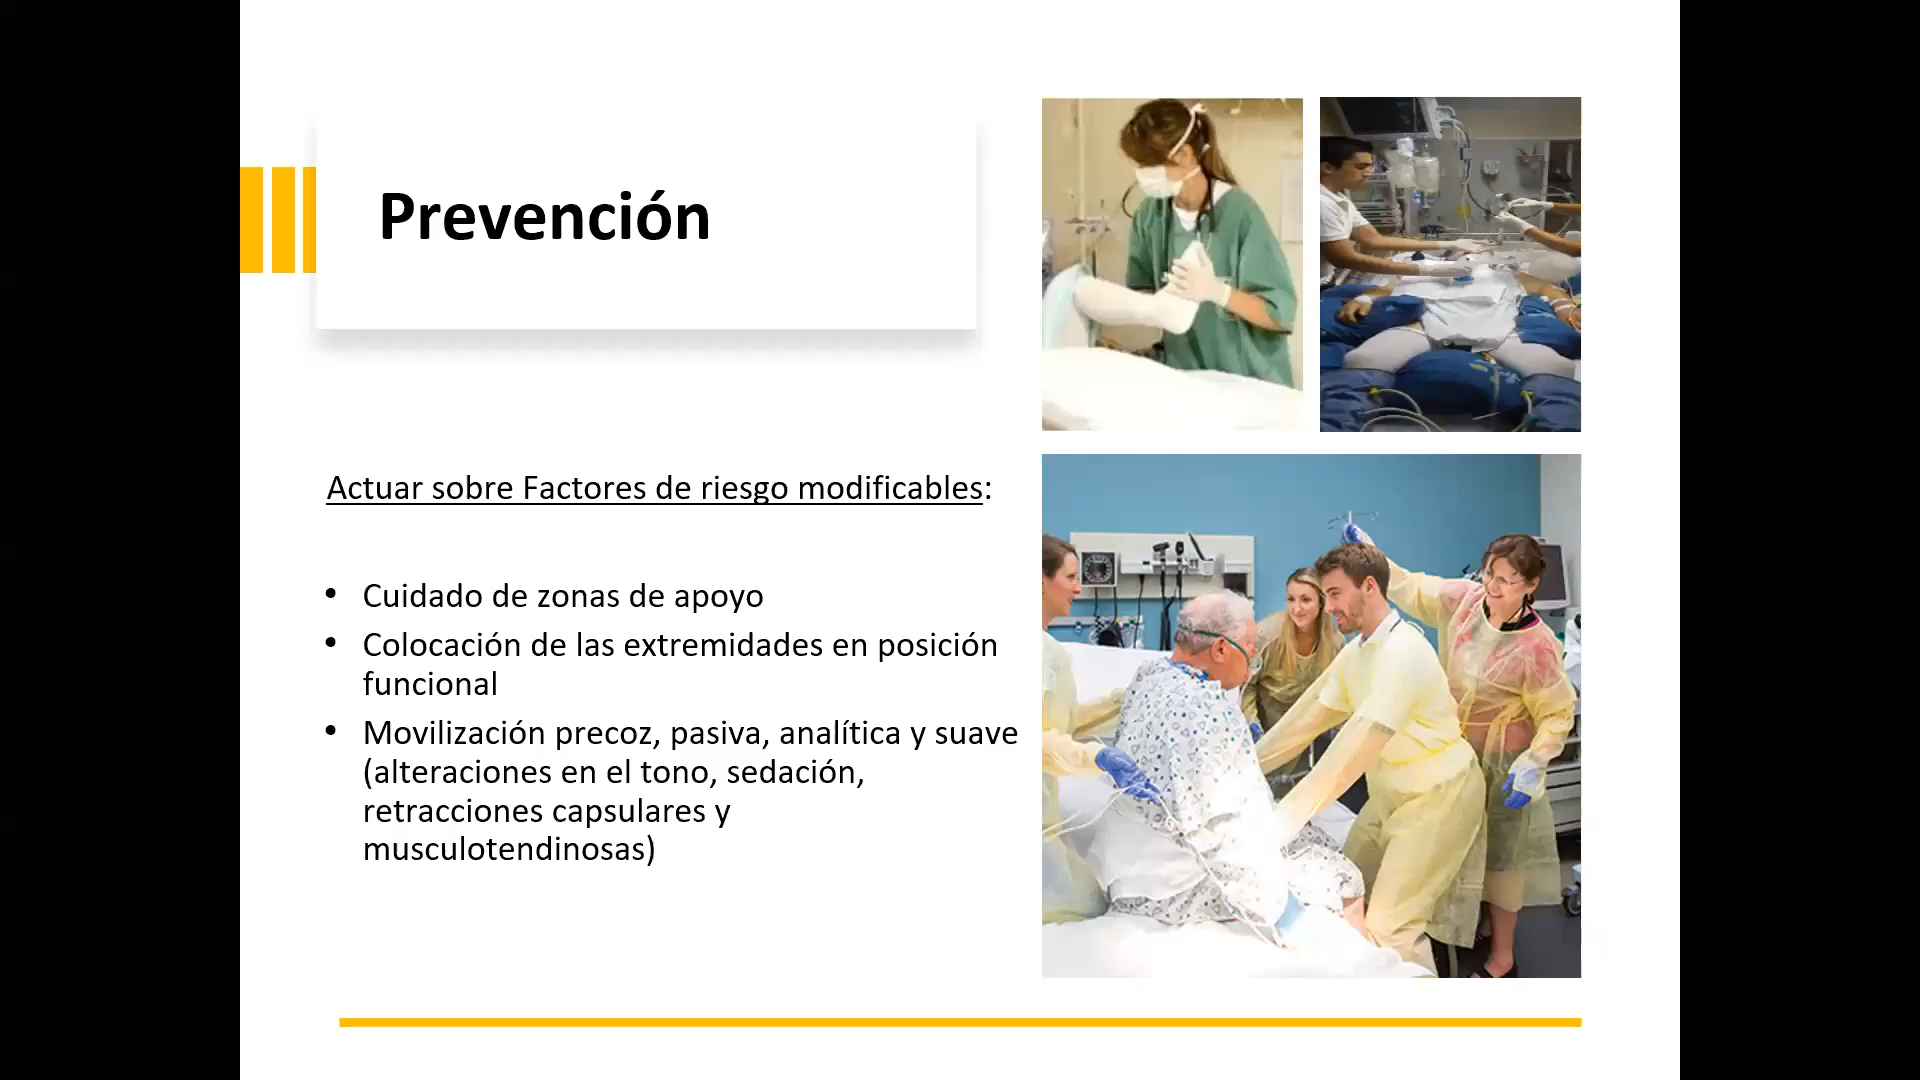 Prevención
Actuar sobre Factores de riesgo modificables:
• Cuidado de zonas de apoyo
• Colocación de las extremidades en posición
funcional
• Movilización precoz, pasiva, analítica y suave
(alteraciones en el tono, sedación,
retracciones capsulares y
musculotendinosas)